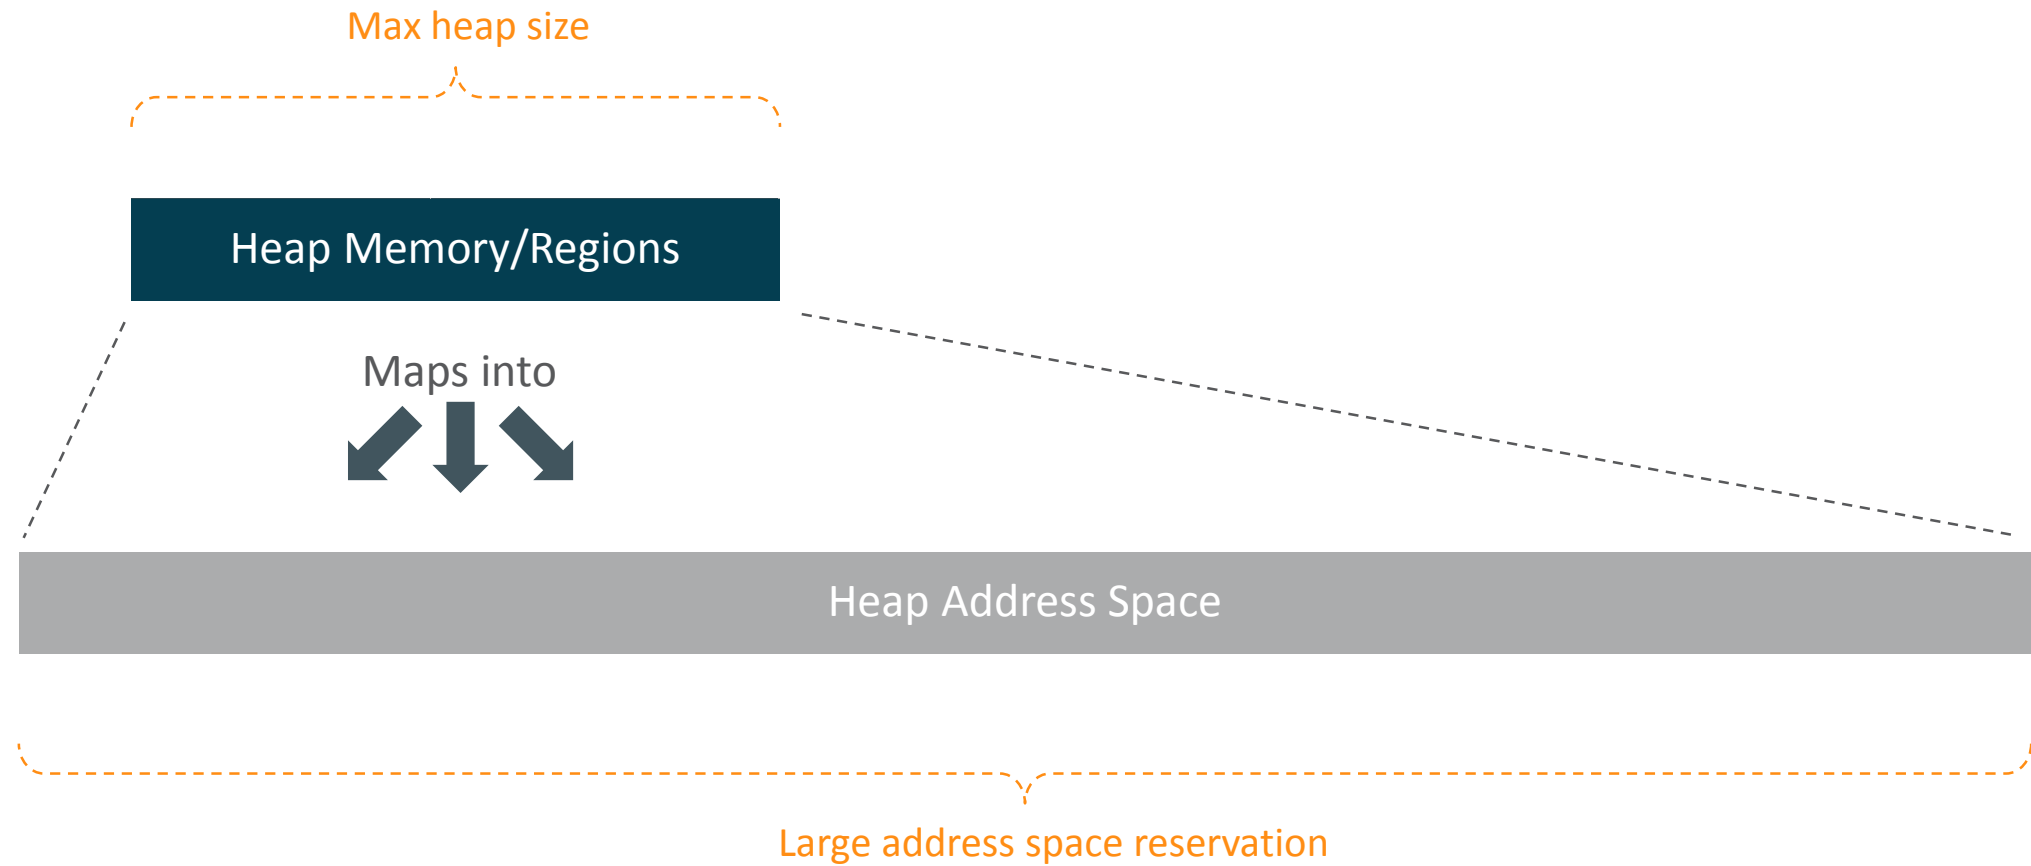 Max heap size
Heap Memory/Regions
Maps into
Heap Address Space
Large address space reservation